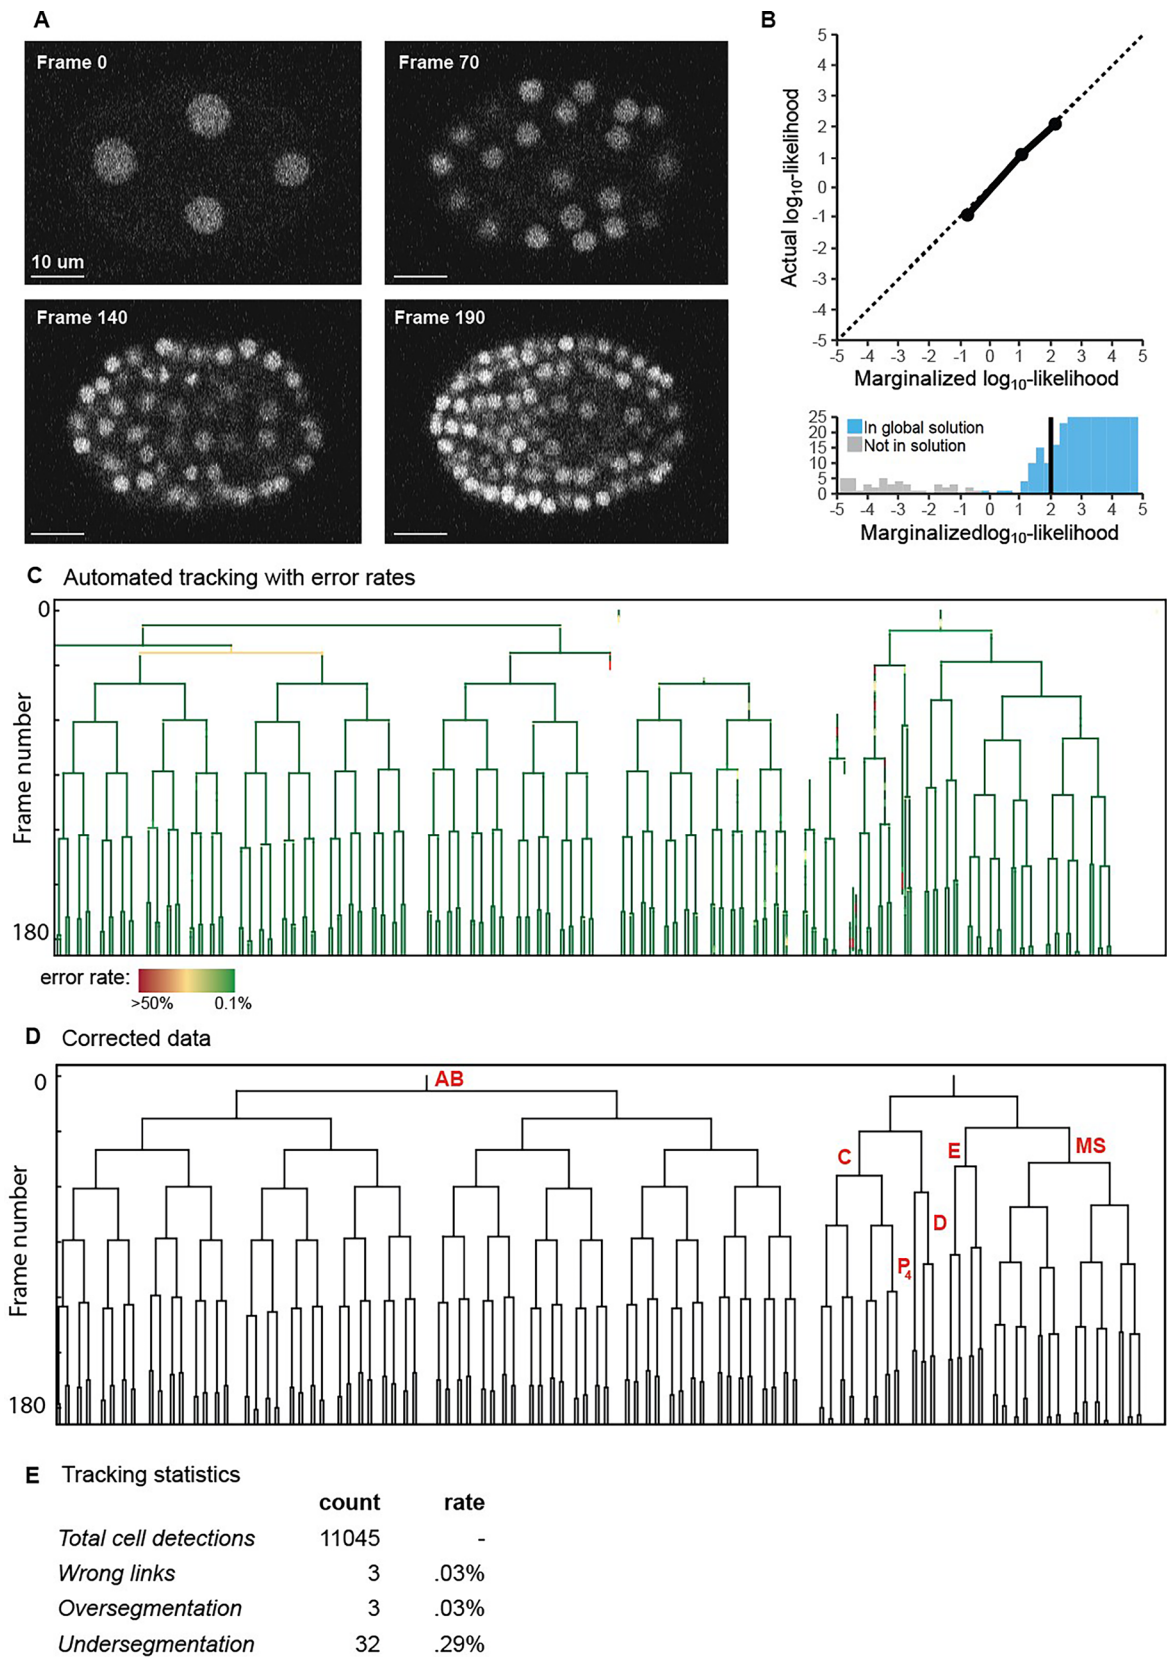 A
Frame 0
10 um
Frame 70
Frame 140
Frame 190
B
5
4
3
2
1
0
-1
-2
-3
-4
-5
Actual log10-likelihood
-5 -4 -3 -2 -1 0 1 2 3 4 5
Marginalized log10-likelihood
25
20
15
10
5
0
In global solution
Not in solution
-5 -4 -3 -2 -1 0 1 2 3 4 5
Marginalizedlog10-likelihood
C Automated tracking with error rates
0
Frame number
180
error rate:
>50% 0.1%
D Corrected data
0
Frame number
180
AB
C
E
MS
D
P4
E Tracking statistics
count rate
Total cell detections 11045 -
Wrong links 3 .03%
Oversegmentation 3 .03%
Undersegmentation 32 .29%